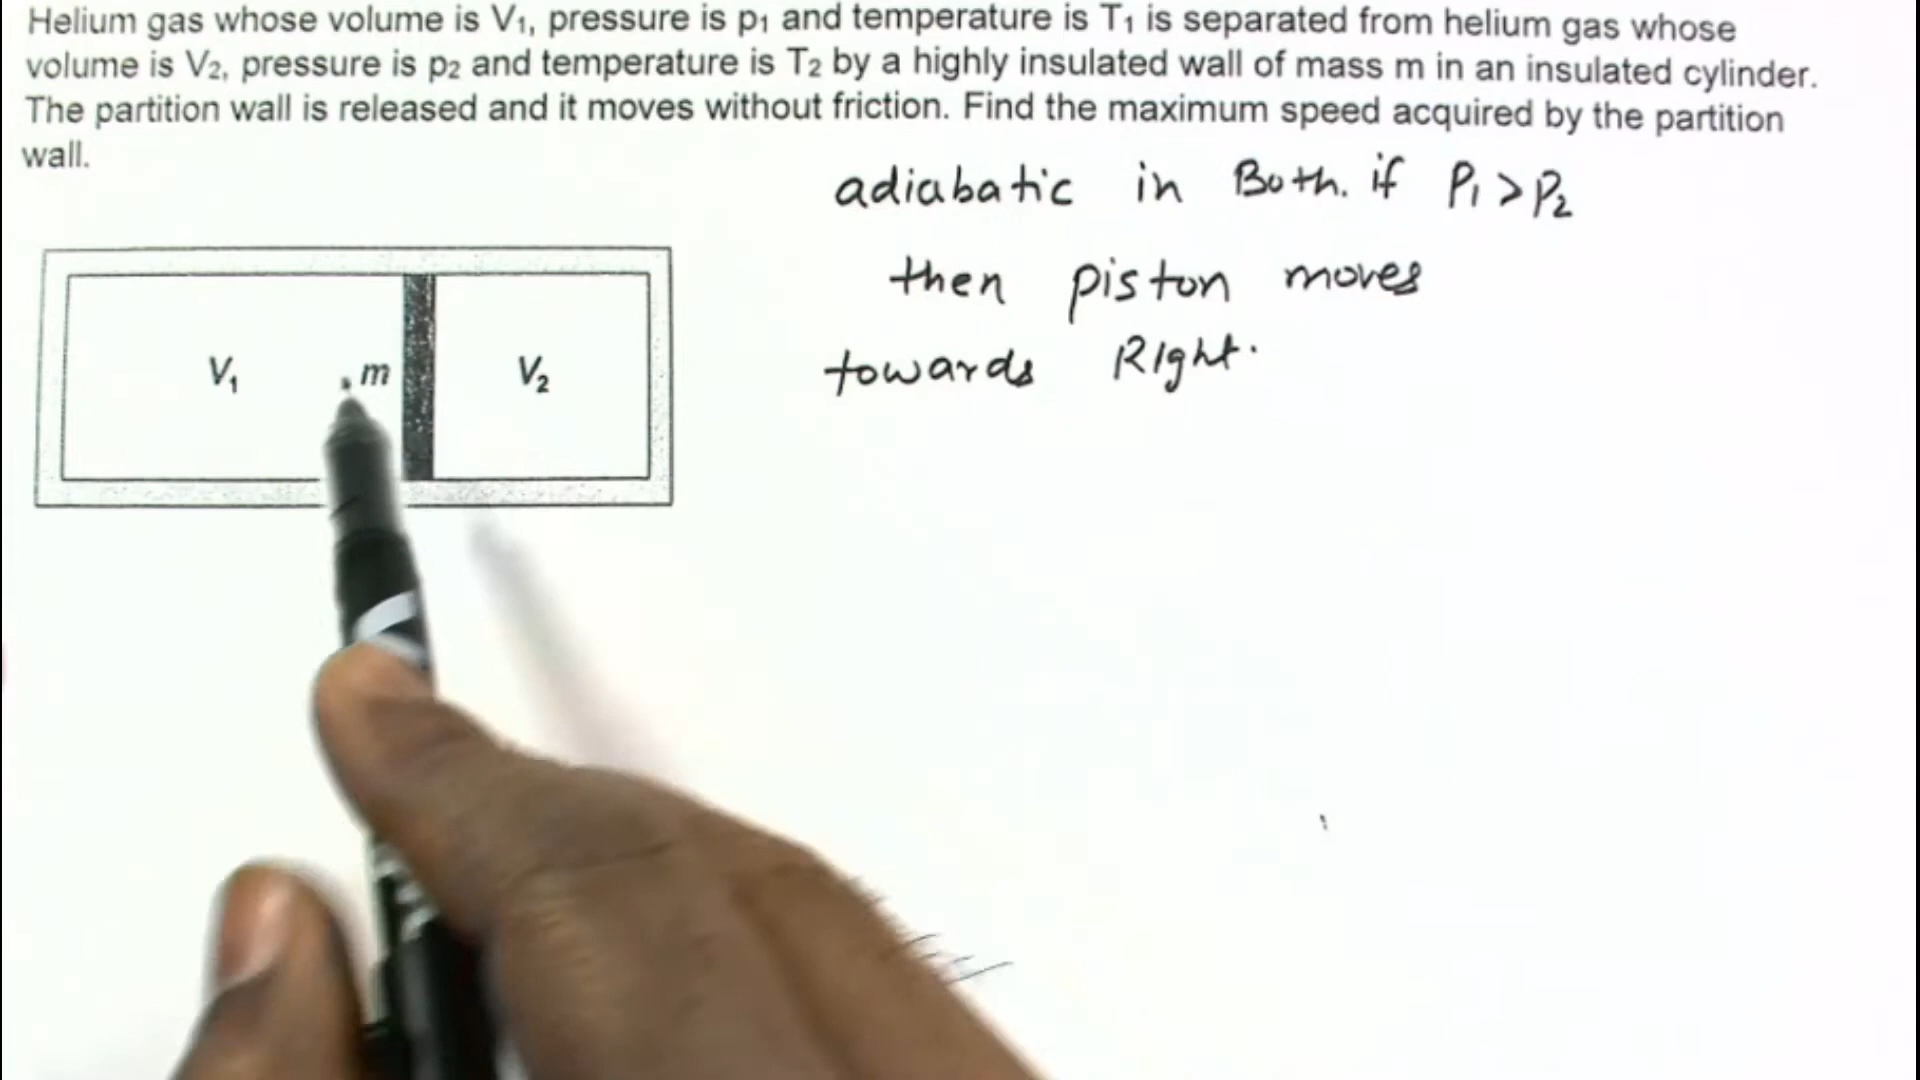 Helium gas whose volume is V₁, pressure is p₁ and temperature is T₁ is separated from helium gas whose
volume is V₂, pressure is p₂ and temperature is T₂ by a highly insulated wall of mass m in an insulated cylinder.
The partition wall is released and it moves without friction. Find the maximum speed acquired by the partition
wall.
adiabatic in Both. if P₁ > P₂
then piston moves
towards Right.
V₁ m V₂